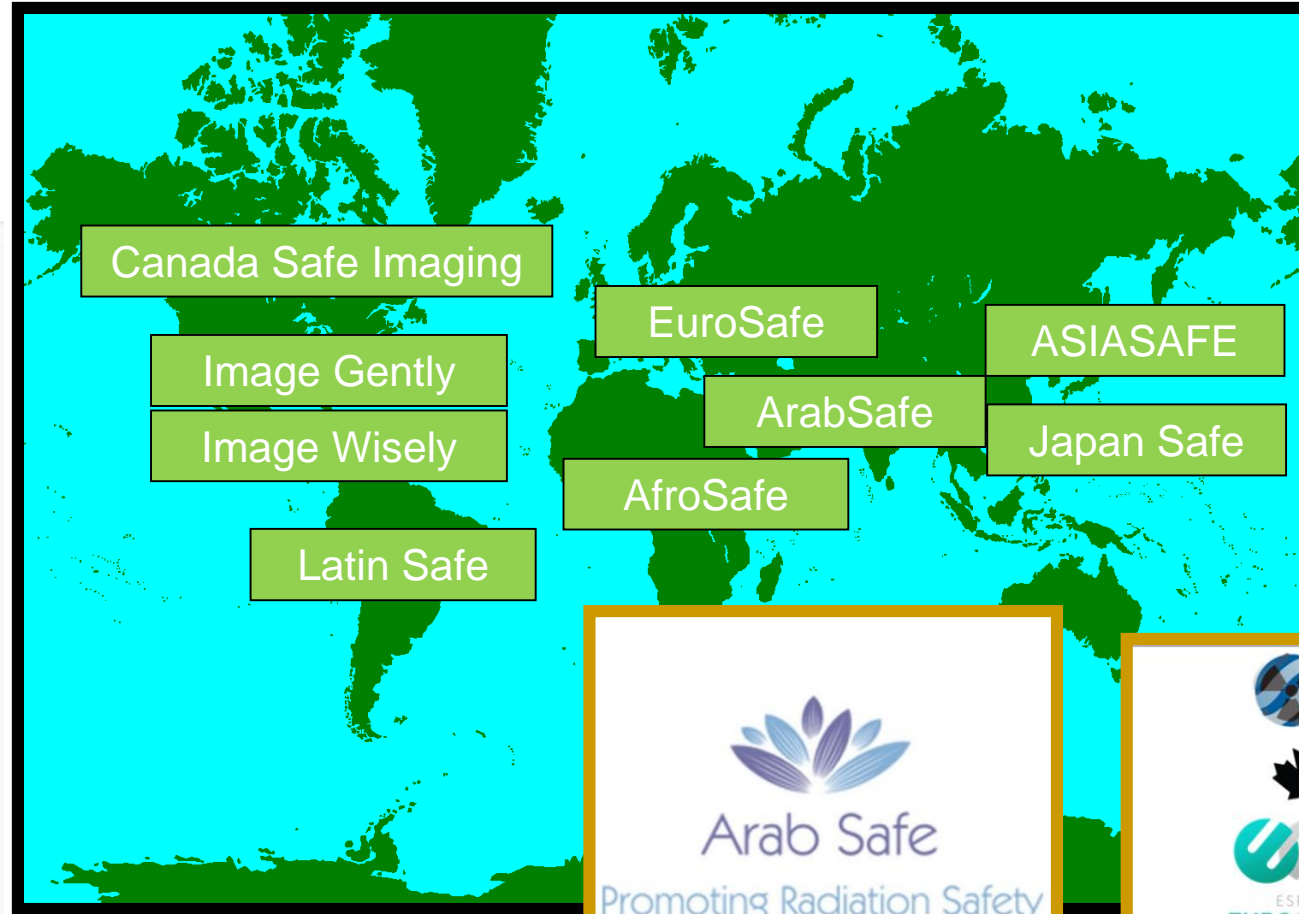 Canada Safe Imaging
EuroSafe
ASIASAFE
Image Gently
ArabSafe
Image Wisely
Japan Safe
AfroSafe
Latin Safe
Arab Safe
Promoting Radiation Safety